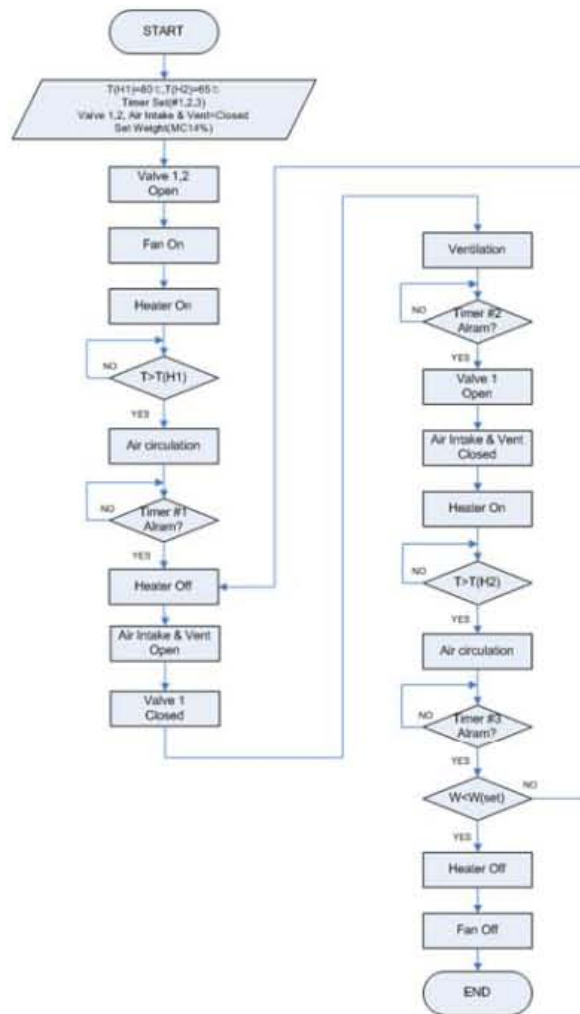 START
T(H1)=80℃,T(H2)=65℃
Timer Set(#1,2,3)
Valve 1,2, Air Intake & Vent=Closed
Set Weight(MC14%)
Valve 1,2
Open
Fan On
Heater On
NO
T>T(H1)
YES
Air circulation
NO
Timer #1
Alram?
YES
Heater Off
Air Intake & Vent
Open
Valve 1
Closed
Ventilation
NO
Timer #2
Alram?
YES
Valve 1
Open
Air Intake & Vent
Closed
Heater On
NO
T>T(H2)
YES
Air circulation
NO
Timer #3
Alram?
YES
W<W(set)
NO
YES
Heater Off
Fan Off
END